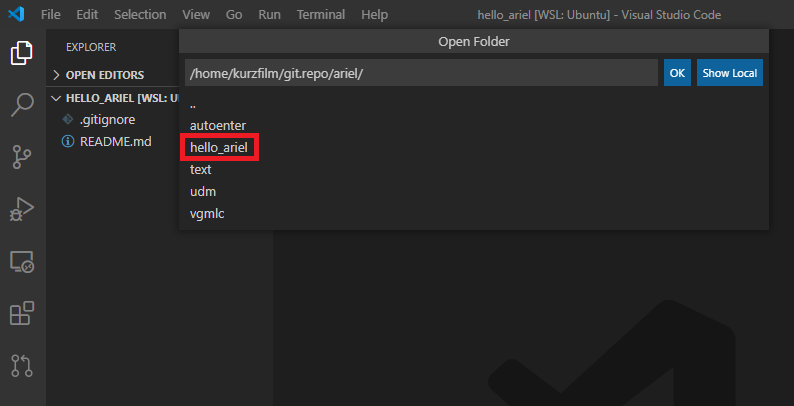 File Edit Selection View Go Run Terminal Help hello_ariel [WSL: Ubuntu] - Visual Studio Code
EXPLORER
OPEN EDITORS
HELLO_ARIEL [WSL: U
.gitignore
README.md
Open Folder
/home/kurzfilm/git.repo/ariel/ OK Show Local
..
autoenter
hello_ariel
text
udm
vgmlc